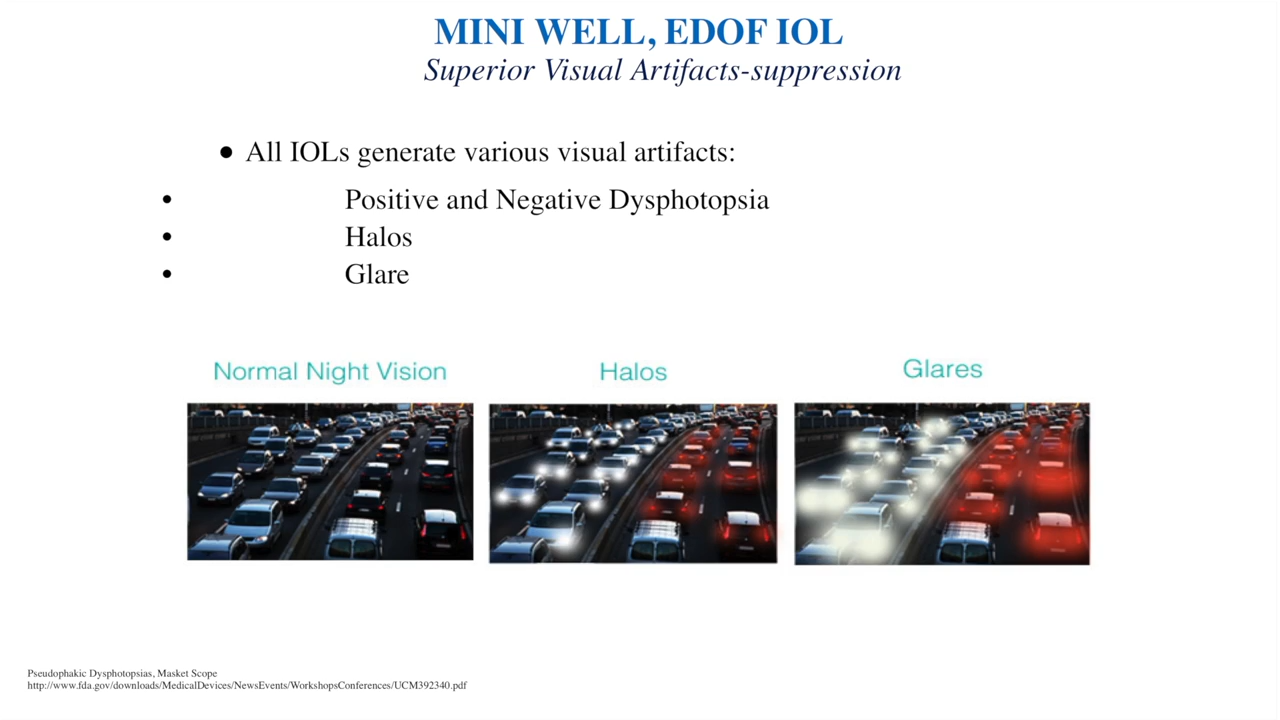 MINI WELL, EDOF IOL
Superior Visual Artifacts-suppression
● All IOLs generate various visual artifacts:
• Positive and Negative Dysphotopsia
• Halos
• Glare
Normal Night Vision
Halos
Glares
Pseudophakic Dysphotopsias, Masket Scope
http://www.fda.gov/downloads/MedicalDevices/NewsEvents/WorkshopsConferences/UCM392340.pdf